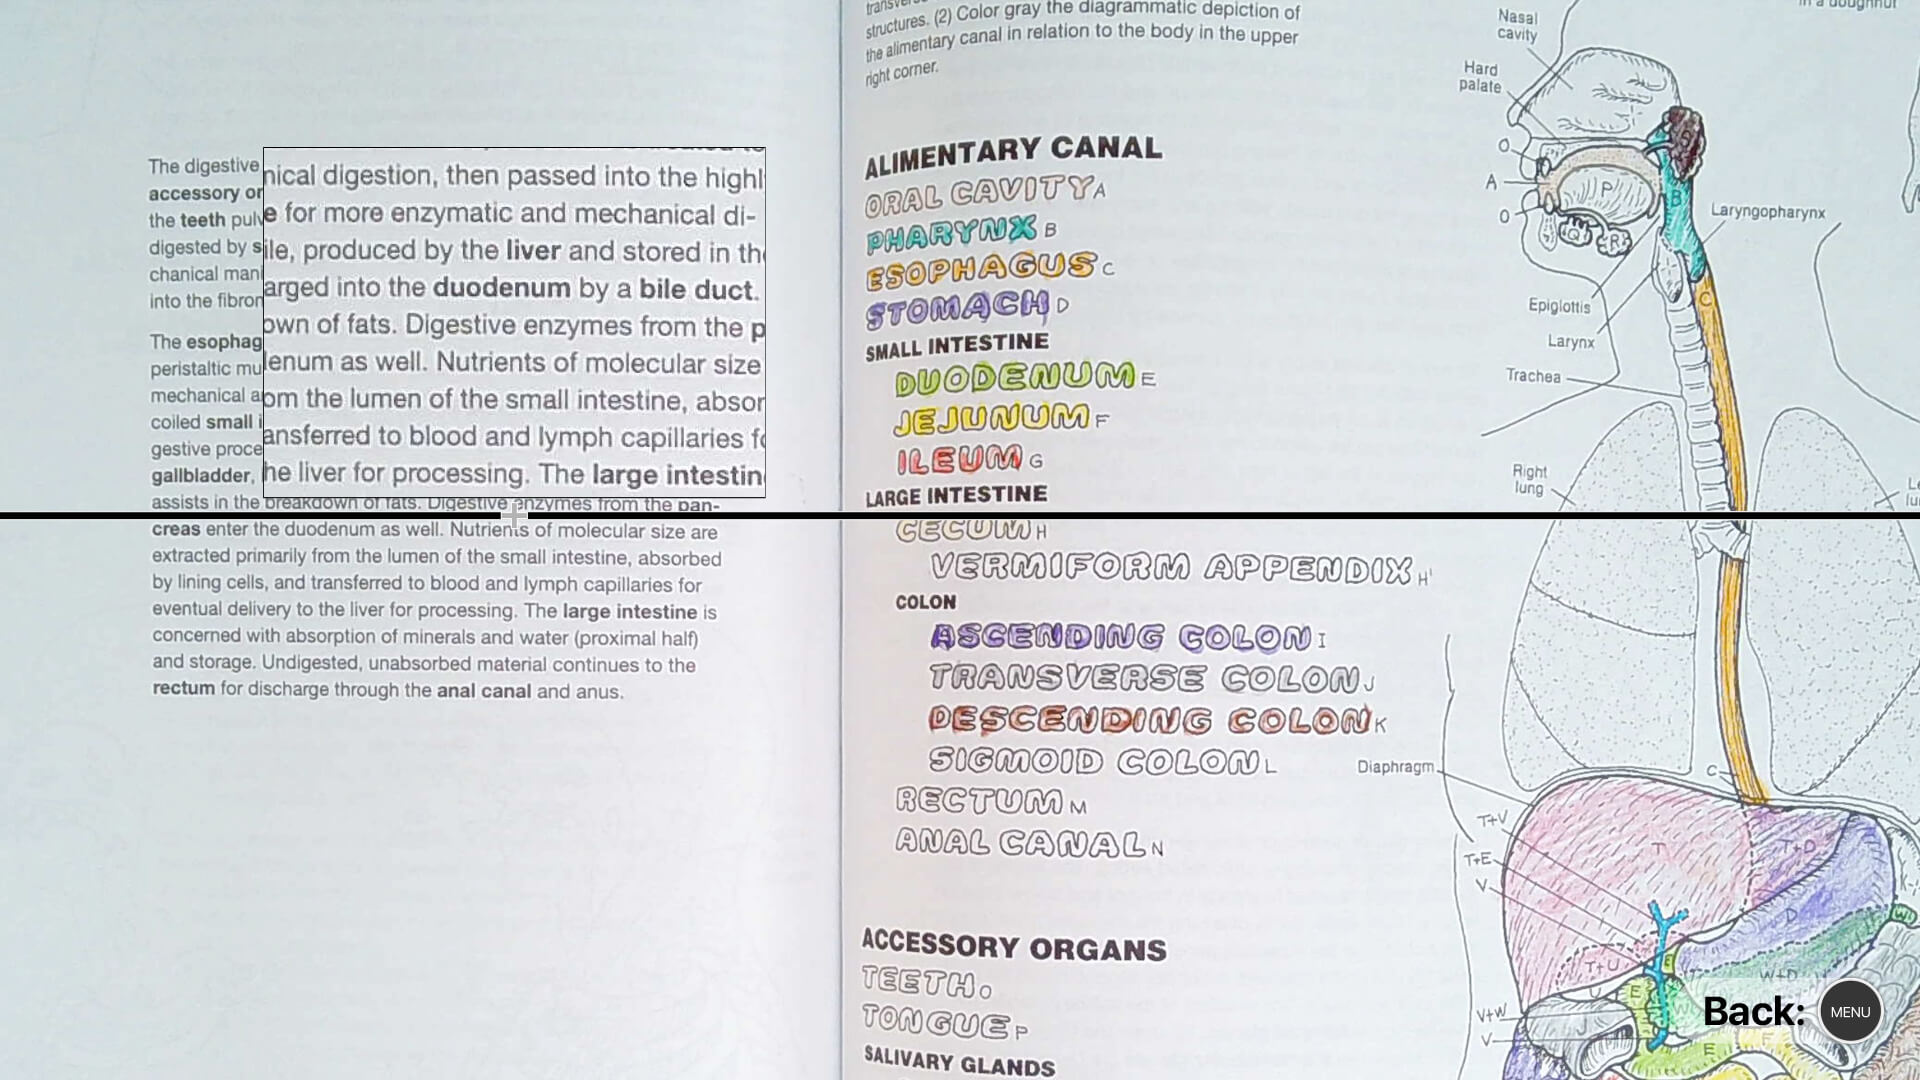 The digestive
accessory or
the teeth pulv
digested by s
chanical mani
into the fibron
The esophag
peristaltic mu
mechanical a
coiled small i
gestive proce
gallbladder,
assists in the breakdown of fats. Digestive enzymes from the pan-
creas enter the duodenum as well. Nutrients of molecular size are
extracted primarily from the lumen of the small intestine, absorbed
by lining cells, and transferred to blood and lymph capillaries for
eventual delivery to the liver for processing. The large intestine is
concerned with absorption of minerals and water (proximal half)
and storage. Undigested, unabsorbed material continues to the
rectum for discharge through the anal canal and anus.
nical digestion, then passed into the highl
e for more enzymatic and mechanical di-
ile, produced by the liver and stored in the
arged into the duodenum by a bile duct.
own of fats. Digestive enzymes from the p
enum as well. Nutrients of molecular size
om the lumen of the small intestine, absor
ansferred to blood and lymph capillaries fo
he liver for processing. The large intestin
structures. (2) Color gray the diagrammatic depiction of
the alimentary canal in relation to the body in the upper
right corner.
ALIMENTARY CANAL
ORAL CAVITY A
PHARYNX B
ESOPHAGUS C
STOMACH D
SMALL INTESTINE
DUODENUM E
JEJUNUM F
ILEUM G
LARGE INTESTINE
CECUM H
VERMIFORM APPENDIX H'
COLON
ASCENDING COLON I
TRANSVERSE COLON J
DESCENDING COLON K
SIGMOID COLON L
RECTUM M
ANAL CANAL N
ACCESSORY ORGANS
TEETH O
TONGUE P
SALIVARY GLANDS
in a doughnut
Nasal
cavity
Hard
palate
S
O
A
P
B
O
Q
R
Laryngopharynx
Epiglottis
C
Larynx
Trachea
Right
lung
Diaphragm
C
T+V
T
T+D
T+E
V
D
T+U
E
W+D
U
E
V+W
J
V
E
F
Back:
MENU